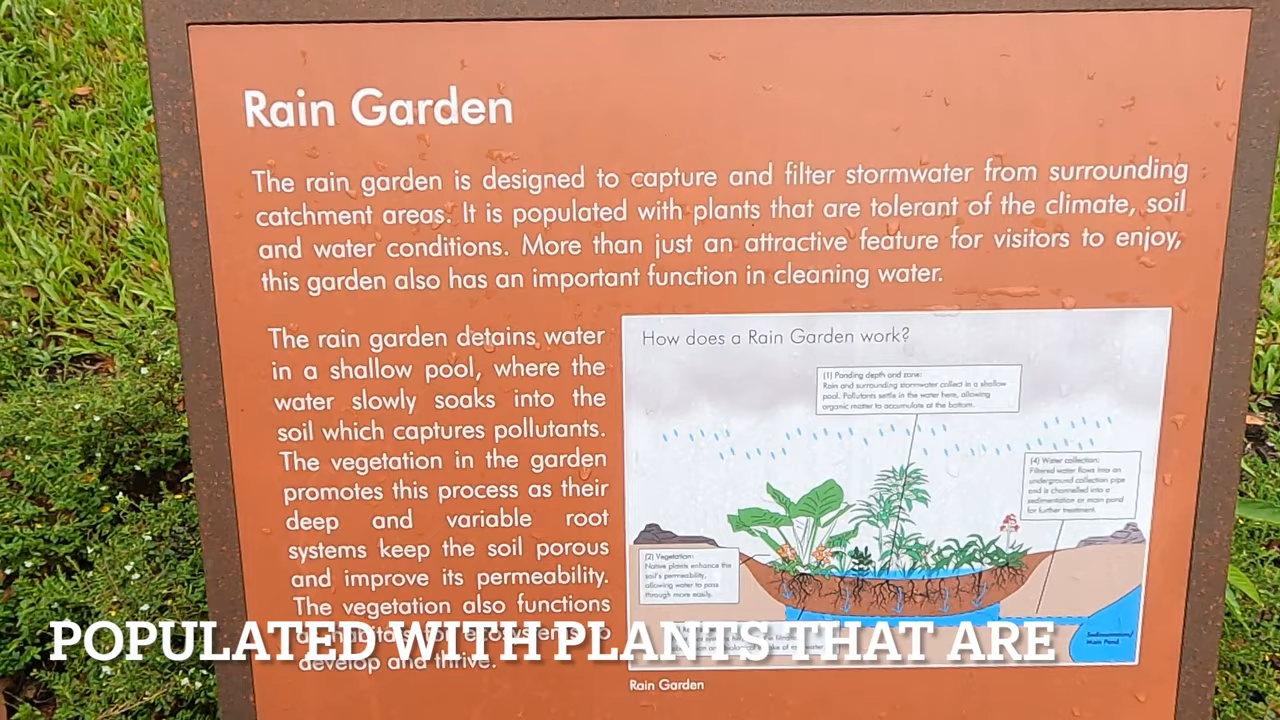 Rain Garden
The rain garden is designed to capture and filter stormwater from surrounding
catchment areas. It is populated with plants that are tolerant of the climate, soil
and water conditions. More than just an attractive feature for visitors to enjoy,
this garden also has an important function in cleaning water.
The rain garden detains water
in a shallow pool, where the
water slowly soaks into the
soil which captures pollutants.
The vegetation in the garden
promotes this process as their
deep and variable root
systems keep the soil porous
and improve its permeability.
The vegetation also functions
ecosystems to
develop and thrive.
How does a Rain Garden work?
(1) Ponding depth and zone:
Rain and surrounding stormwater collect in a shallow
pool. Pollutants settle in the water here, allowing
organic matter to accumulate at the bottom.
(4) Water collection:
Filtered water flows into an
underground collection pipe
and is channelled into a
sedimentation or main pond
for further treatment.
(2) Vegetation:
Native plants enhance the
soil's permeability,
allowing water to pass
through more easily.
Sedimentation/
Main Pond
Rain Garden
POPULATED WITH PLANTS THAT ARE